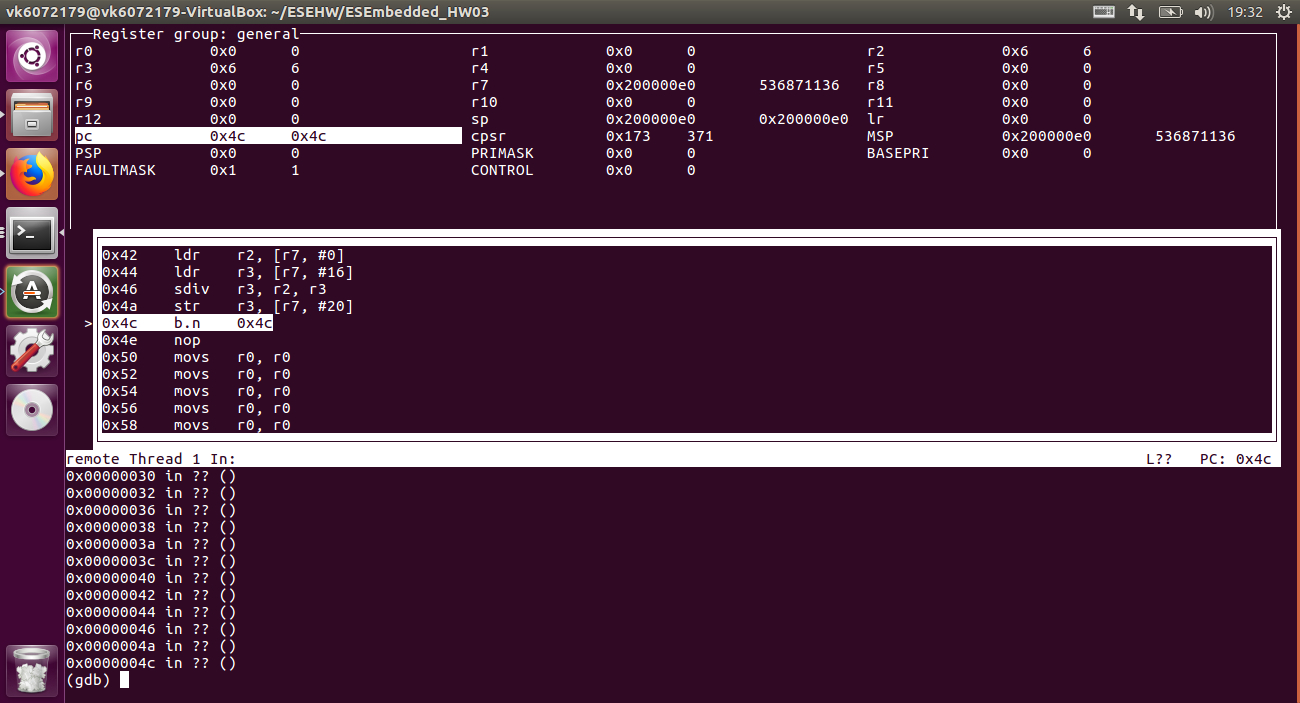 vk6072179@vk6072179-VirtualBox: ~/ESEHW/ESEmbedded_HW03 19:32
Register group: general
r0 0x0 0 r1 0x0 0 r2 0x6 6
r3 0x6 6 r4 0x0 0 r5 0x0 0
r6 0x0 0 r7 0x200000e0 536871136 r8 0x0 0
r9 0x0 0 r10 0x0 0 r11 0x0 0
r12 0x0 0 sp 0x200000e0 0x200000e0 lr 0x0 0
pc 0x4c 0x4c cpsr 0x173 371 MSP 0x200000e0 536871136
PSP 0x0 0 PRIMASK 0x0 0 BASEPRI 0x0 0
FAULTMASK 0x1 1 CONTROL 0x0 0
0x42 ldr r2, [r7, #0]
0x44 ldr r3, [r7, #16]
0x46 sdiv r3, r2, r3
0x4a str r3, [r7, #20]
>0x4c b.n 0x4c
0x4e nop
0x50 movs r0, r0
0x52 movs r0, r0
0x54 movs r0, r0
0x56 movs r0, r0
0x58 movs r0, r0
remote Thread 1 In: L?? PC: 0x4c
0x00000030 in ?? ()
0x00000032 in ?? ()
0x00000036 in ?? ()
0x00000038 in ?? ()
0x0000003a in ?? ()
0x0000003c in ?? ()
0x00000040 in ?? ()
0x00000042 in ?? ()
0x00000044 in ?? ()
0x00000046 in ?? ()
0x0000004a in ?? ()
0x0000004c in ?? ()
(gdb)